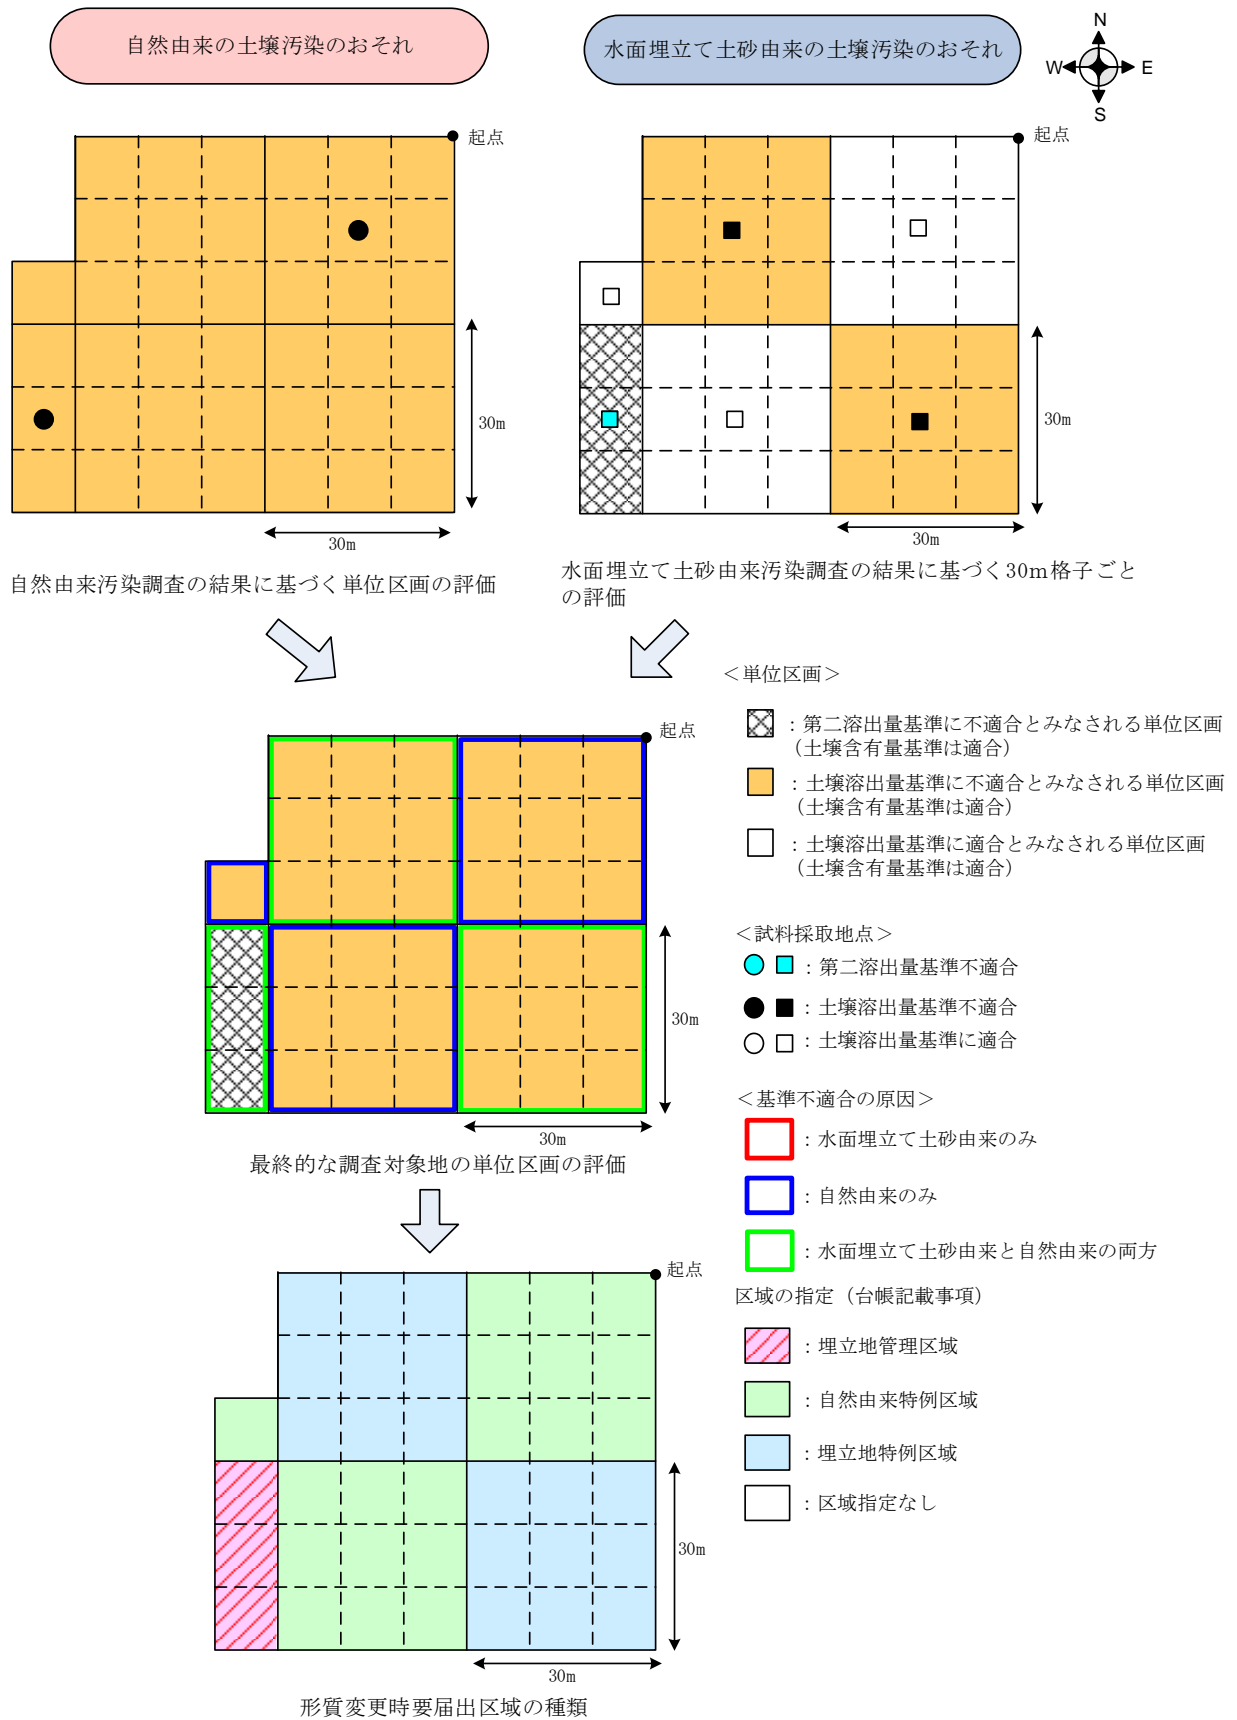 自然由来の土壌汚染のおそれ
水面埋立て土砂由来の土壌汚染のおそれ
N
W
E
S
起点
30m
30m
自然由来汚染調査の結果に基づく単位区画の評価
起点
30m
30m
水面埋立て土砂由来汚染調査の結果に基づく30m格子ごと
の評価
起点
30m
30m
最終的な調査対象地の単位区画の評価
＜単位区画＞
：第二溶出量基準に不適合とみなされる単位区画
（土壌含有量基準は適合）
：土壌溶出量基準に不適合とみなされる単位区画
（土壌含有量基準は適合）
：土壌溶出量基準に適合とみなされる単位区画
（土壌含有量基準は適合）
＜試料採取地点＞
：第二溶出量基準不適合
：土壌溶出量基準不適合
：土壌溶出量基準に適合
＜基準不適合の原因＞
：水面埋立て土砂由来のみ
：自然由来のみ
：水面埋立て土砂由来と自然由来の両方
区域の指定（台帳記載事項）
：埋立地管理区域
：自然由来特例区域
：埋立地特例区域
：区域指定なし
起点
30m
30m
形質変更時要届出区域の種類